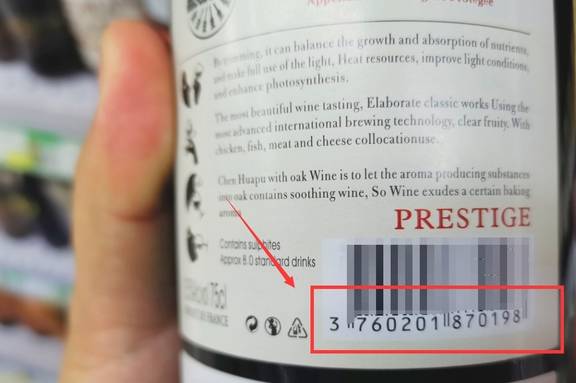 By pruning, it can balance the growth and absorption of nutrients,
and make full use of the light, Heat resources, improve light conditions,
and enhance photosynthesis.
The most beautiful wine tasting, Elaborate classic works Using the
most advanced international brewing technology, clear fruity, With
chicken, fish, meat and cheese collocationuse.
Chen Huapu with oak Wine is to let the aroma producing substances
into oak contains soothing wine, So Wine exudes a certain baking
aroma
PRESTIGE
Contains sulphites
Approx 8.0 standard drinks
75cl
FRANCE
3 760201 870198